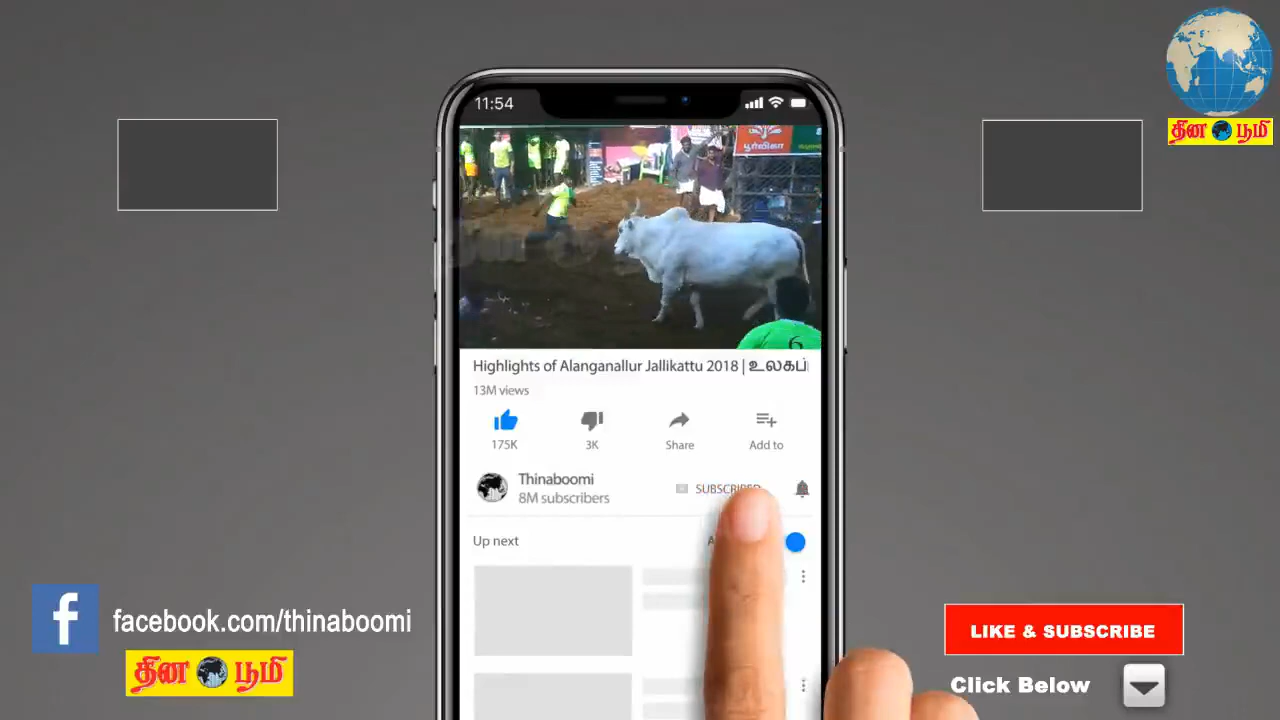 தின பூமி
11:54
பூர்விகா
6
Highlights of Alanganallur Jallikattu 2018 | உலகப்
13M views
175K
3K
Share
Add to
Thinaboomi
8M subscribers
SUBSCRIBED
Up next
facebook.com/thinaboomi
தின பூமி
LIKE & SUBSCRIBE
Click Below